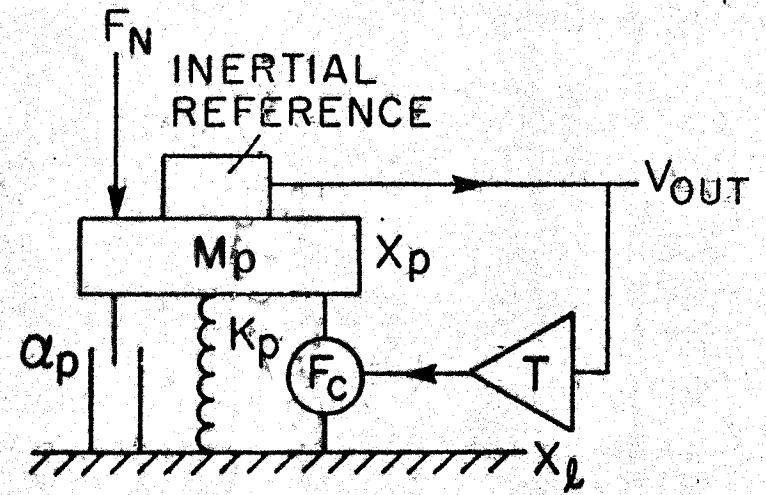 F_N
INERTIAL
REFERENCE
V_OUT
M_p
X_p
α_p
K_p
F_C
T
X_ℓ